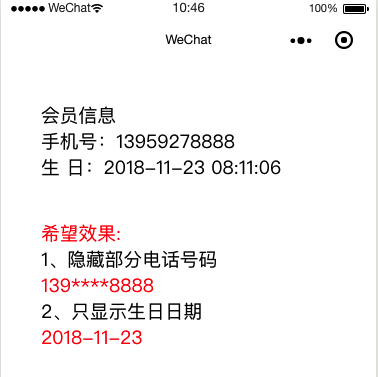 WeChat 10:46 100%
WeChat
会员信息
手机号：13959278888
生 日：2018-11-23 08:11:06
希望效果:
1、隐藏部分电话号码
139****8888
2、只显示生日日期
2018-11-23